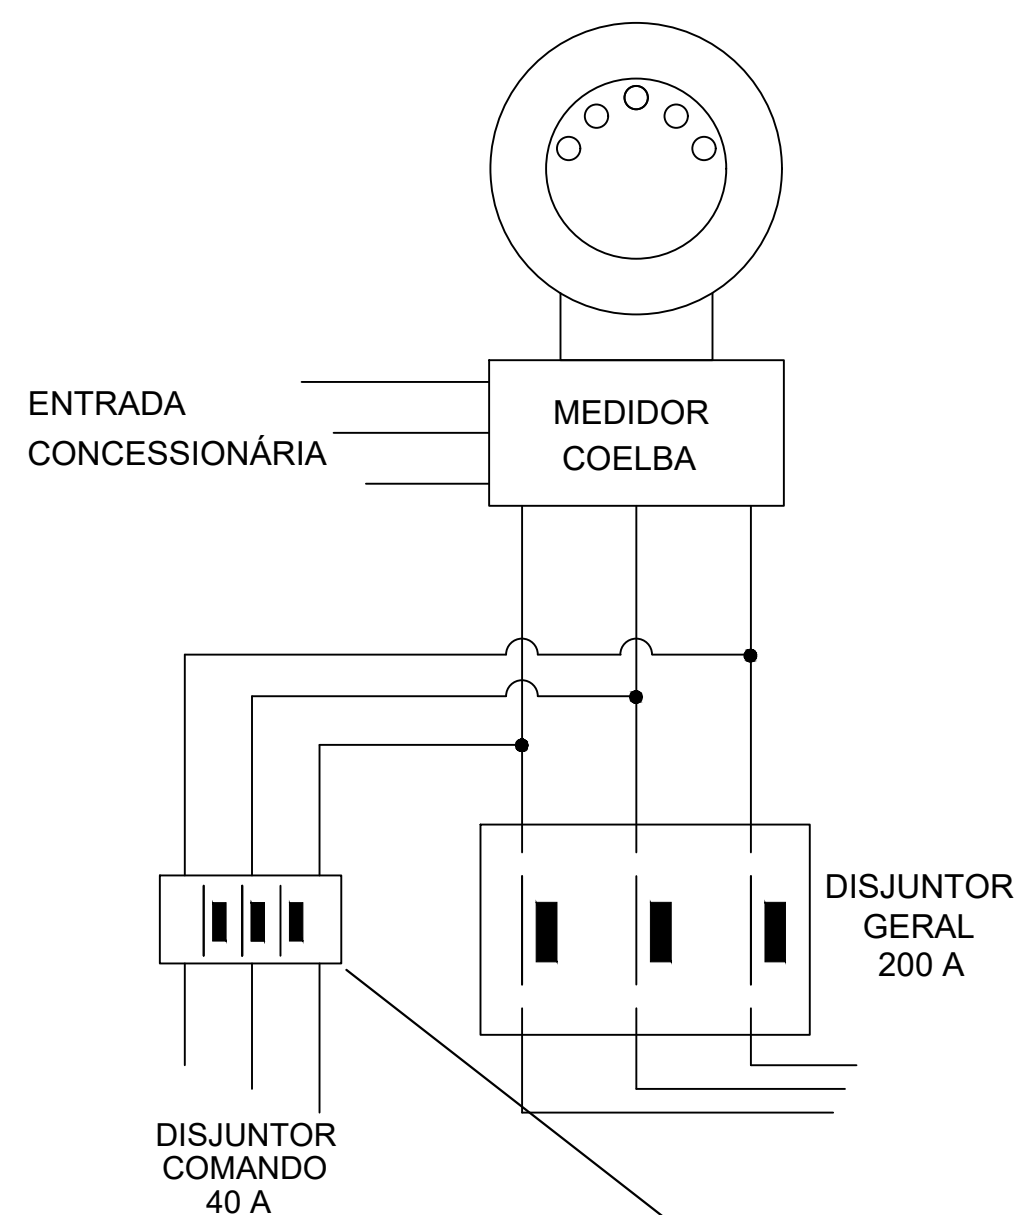 ENTRADA
CONCESSIONÁRIA
MEDIDOR
COELBA
DISJUNTOR
GERAL
200 A
DISJUNTOR
COMANDO
40 A